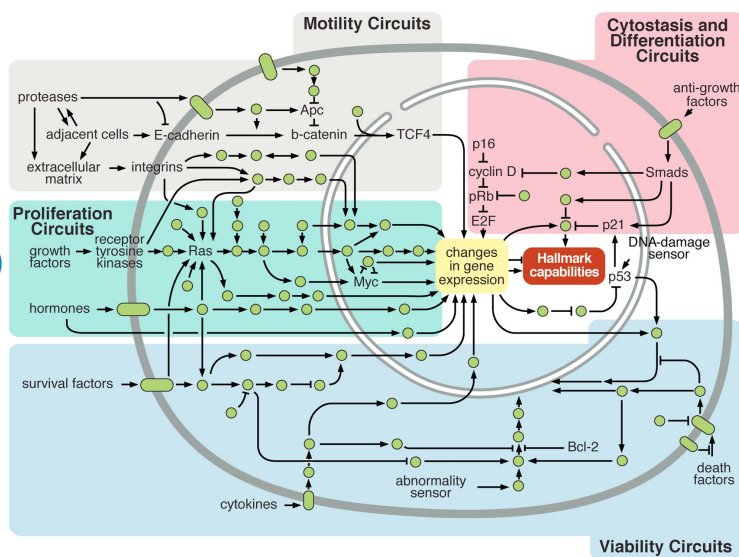 Motility Circuits
Cytostasis and
Differentiation
Circuits
proteases
anti-growth
factors
Apc
adjacent cells
E-cadherin
b-catenin
TCF4
p16
extracellular
matrix
integrins
cyclin D
Smads
pRb
Proliferation
Circuits
E2F
p21
growth
factors
receptor
tyrosine
kinases
Ras
changes
in gene
expression
Hallmark
capabilities
DNA-damage
sensor
Myc
p53
hormones
survival factors
Bcl-2
abnormality
sensor
death
factors
cytokines
Viability Circuits